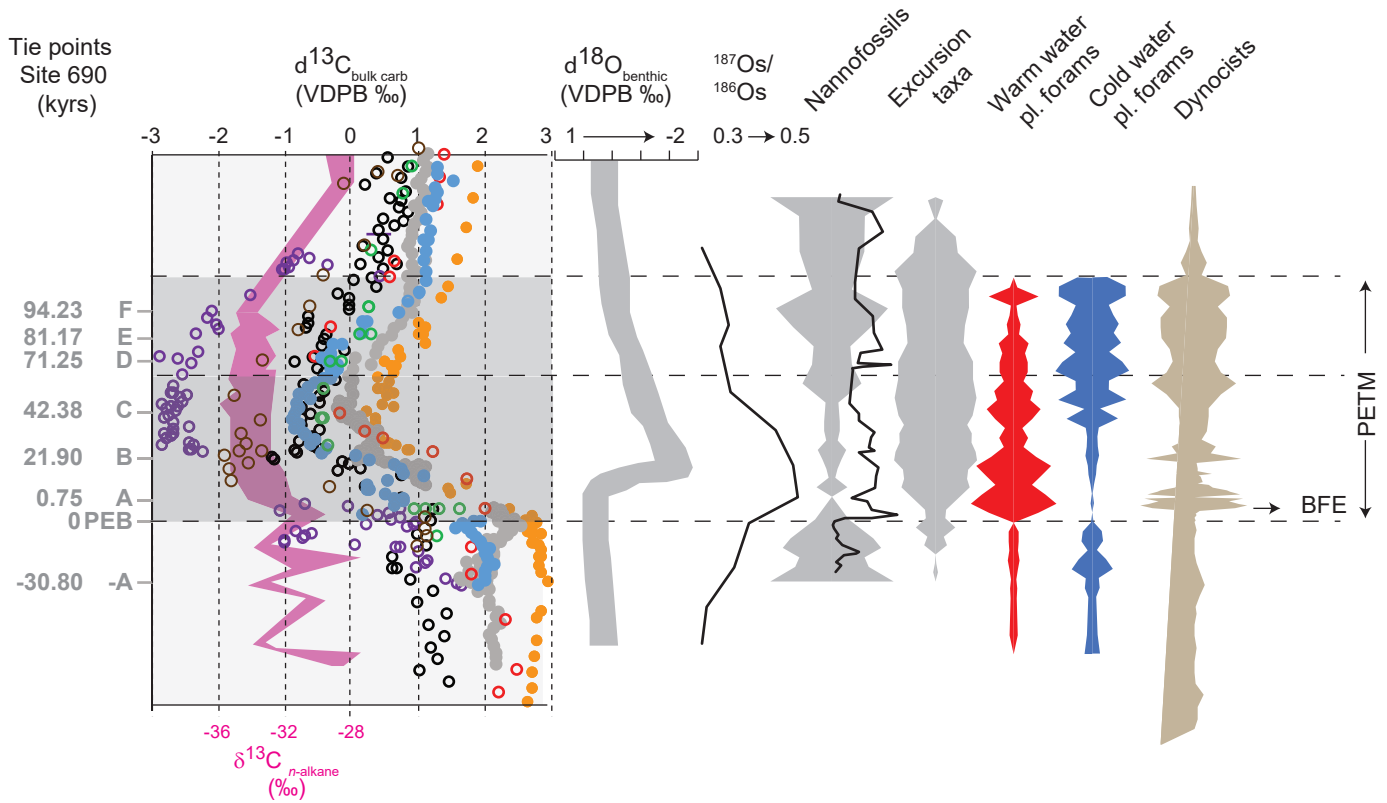 Tie points
Site 690
(kyrs)
d13Cbulk carb
(VDPB ‰)
-3 -2 -1 0 1 2 3
d18Obenthic
(VDPB ‰)
1 → -2
187Os/
186Os
0.3 → 0.5
Nannofossils
Excursion
taxa
Warm water
pl. forams
Cold water
pl. forams
Dynocists
94.23 F
81.17 E
71.25 D
42.38 C
21.90 B
0.75 A
0 PEB
-30.80 -A
PETM
BFE
-36 -32 -28
δ13Cn-alkane
(‰)